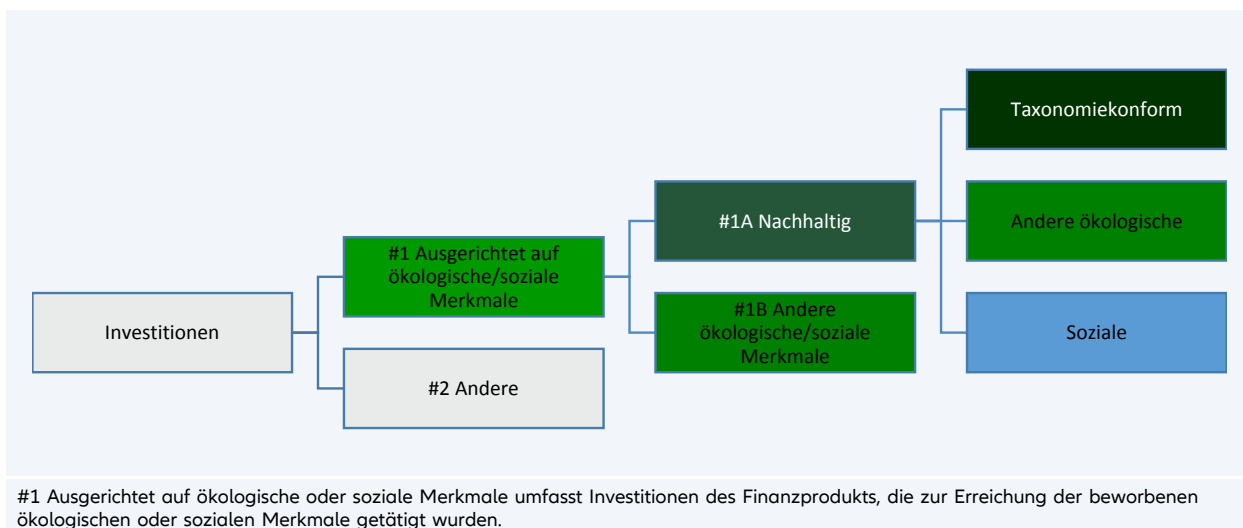 Taxonomiekonform
#1A Nachhaltig
Andere ökologische
#1 Ausgerichtet auf
ökologische/soziale
Merkmale
Investitionen
#1B Andere
ökologische/soziale
Merkmale
Soziale
#2 Andere
#1 Ausgerichtet auf ökologische oder soziale Merkmale umfasst Investitionen des Finanzprodukts, die zur Erreichung der beworbenen
ökologischen oder sozialen Merkmale getätigt wurden.